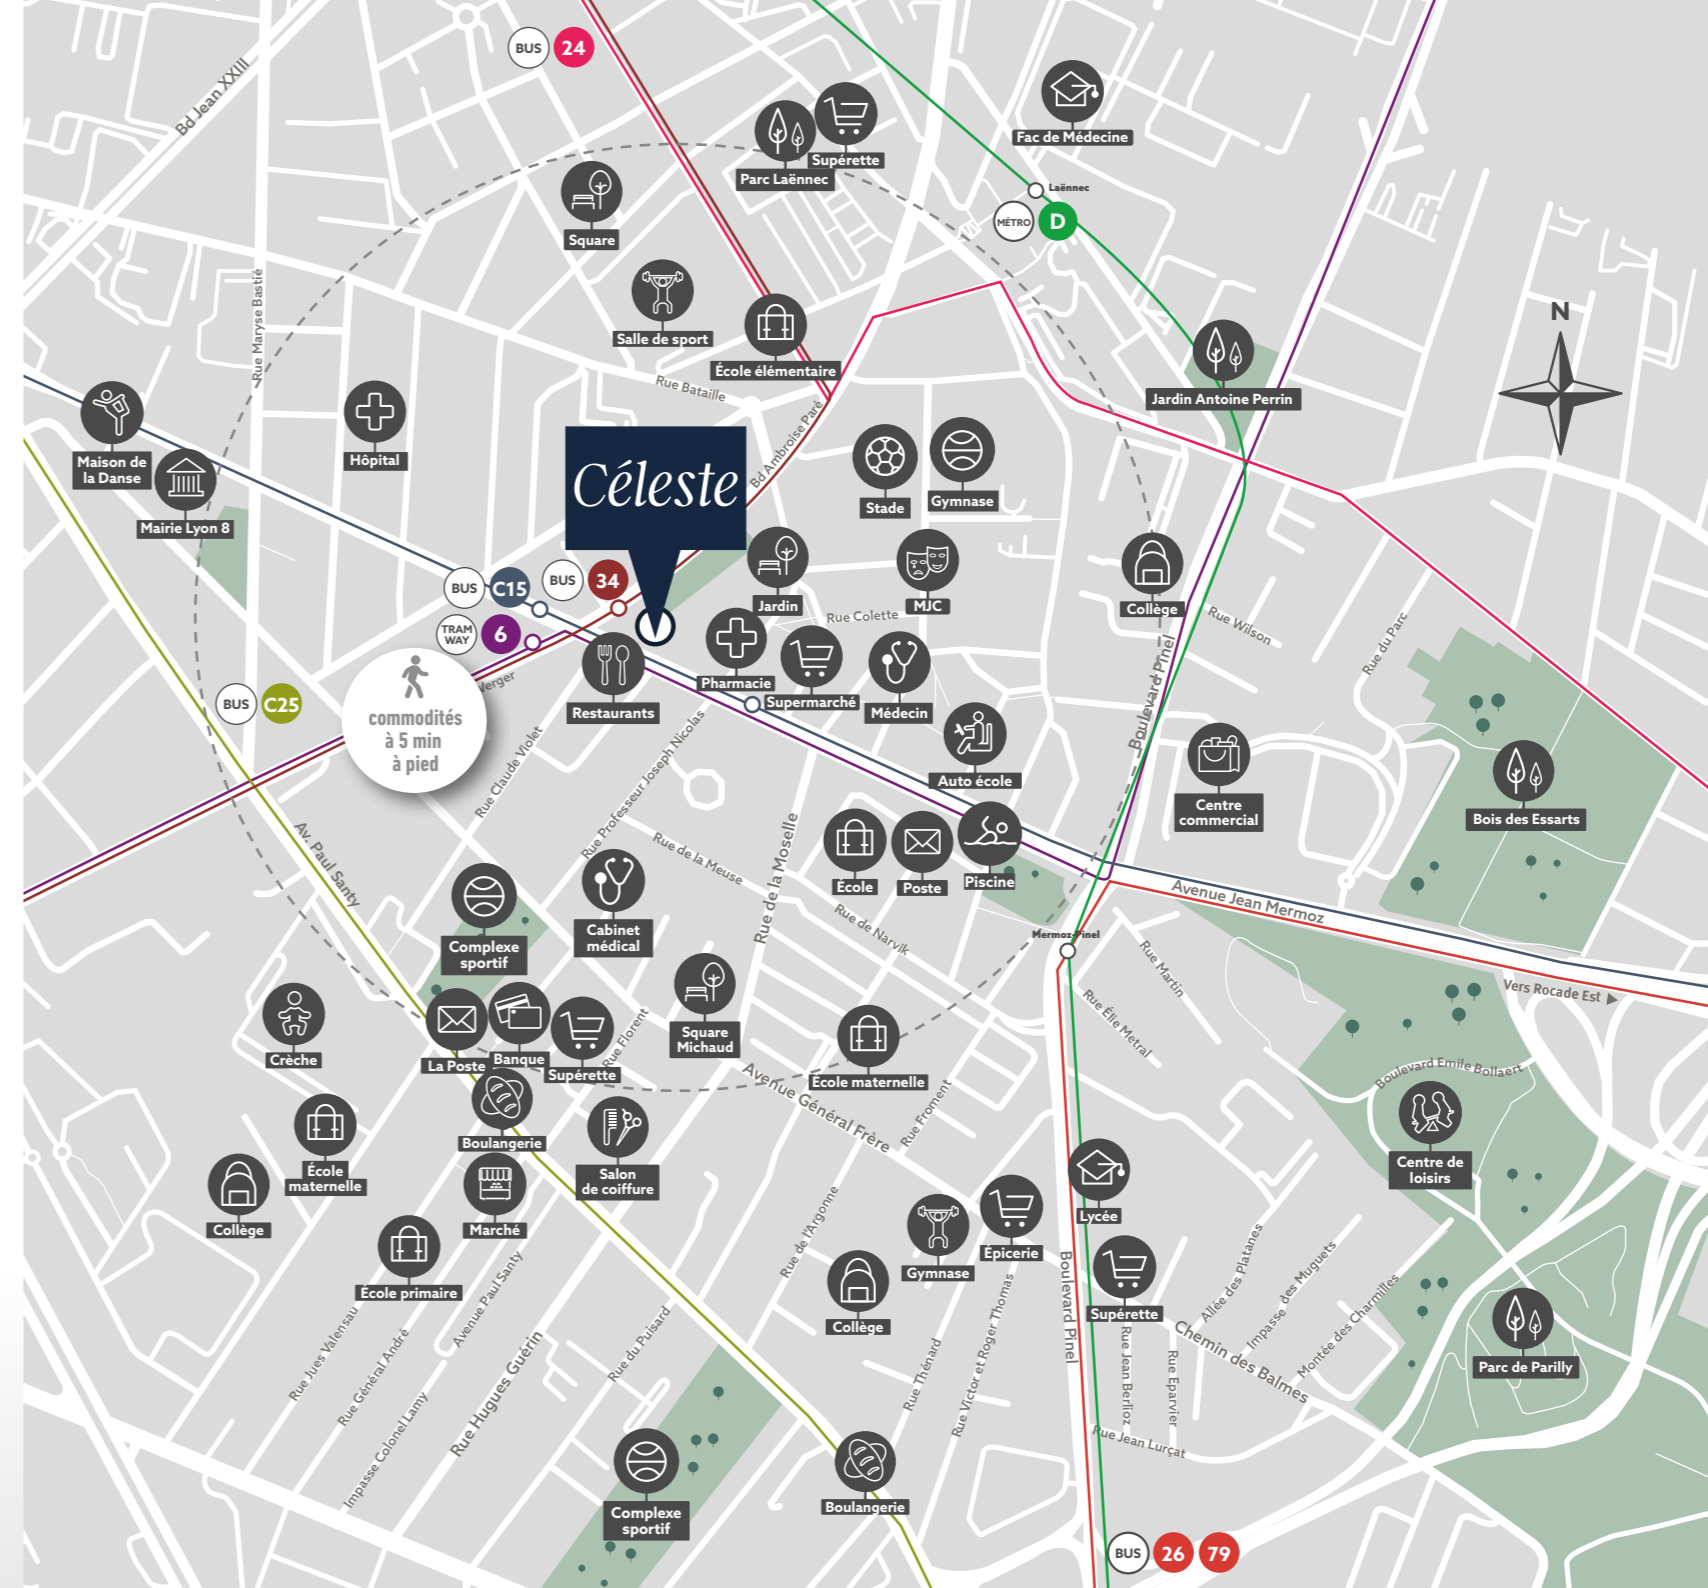 BUS 24
Bd Jean XXIII
Fac de Médecine
Supérette
Parc Laënnec
Laënnec
MÉTRO D
Square
Rue Maryse Bastié
Salle de sport
École élémentaire
N
Rue Bataille
Jardin Antoine Perrin
Bd Ambroise Paré
Maison de
la Danse
Hôpital
Mairie Lyon 8
Céleste
Stade
Gymnase
BUS C15
BUS 34
TRAM
WAY 6
Jardin
MJC
Collège
Rue Colette
Rue Wilson
Rue du Parc
Verger
BUS C25
commodités
à 5 min
à pied
Restaurants
Pharmacie
Supermarché
Médecin
Boulevard Pinel
Rue Claude Violet
Rue Professeur Joseph Nicolas
Auto école
Centre
commercial
Bois des Essarts
Av. Paul Santy
Rue de la Meuse
Rue de la Moselle
École
Poste
Piscine
Avenue Jean Mermoz
Rue de Narvik
Complexe
sportif
Cabinet
médical
Mermoz-Pinel
Rue Martin
Vers Rocade Est
Rue Élie Metral
Crèche
La Poste
Banque
Supérette
Rue Florent
Square
Michaud
École maternelle
Boulevard Emile Bollaert
Avenue Général Frère
Rue Froment
Boulangerie
École
maternelle
Salon
de coiffure
Centre de
loisirs
Collège
Marché
Lycée
Rue de l'Argonne
Gymnase
Épicerie
École primaire
Collège
Boulevard Pinel
Supérette
Allée des Platanes
Impasse des Muguets
Montée des Charmilles
Chemin des Balmes
Parc de Parilly
Rue Jues Valensau
Rue Général André
Avenue Paul Santy
Impasse Colonel Lamy
Rue Hugues Guérin
Rue du Puisard
Rue Thénard
Rue Victor et Roger Thomas
Rue Jean Berlioz
Rue Eparvier
Rue Jean Lurçat
Complexe
sportif
Boulangerie
BUS 26 79